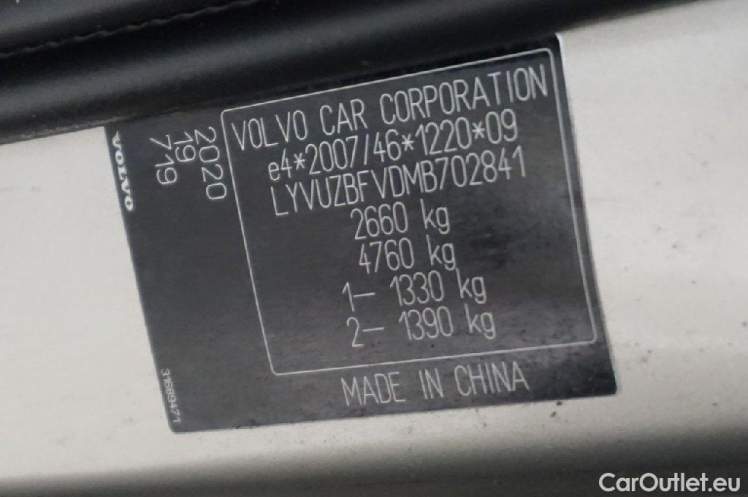 VOLVO CAR CORPORATION
e4*2007/46*1220*09
LYVUZBFVDMB702841
2660 kg
4760 kg
1– 1330 kg
2– 1390 kg
MADE IN CHINA
2020
19
719
VOLVO
31689471
CarOutlet.eu